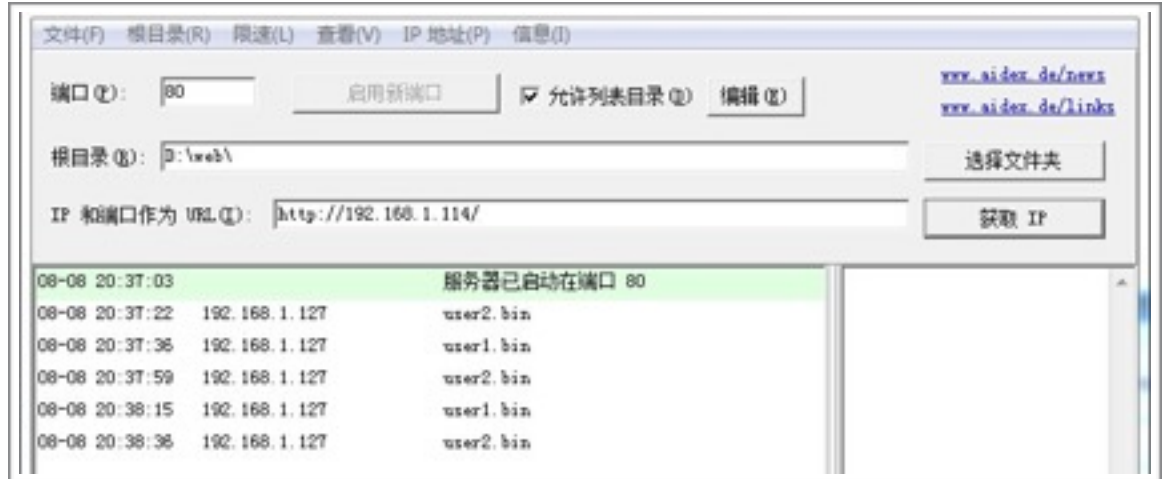 文件(F) 根目录(R) 限速(L) 查看(V) IP 地址(P) 信息(I)
端口(P): 80 启用新端口 允许列表目录(D) 编辑(E) www.aidex.de/news
www.aidex.de/links
根目录(R): D:\web\ 选择文件夹
IP 和端口作为 URL(I): http://192.168.1.114/ 获取 IP
08-08 20:37:03 服务器已启动在端口 80
08-08 20:37:22 192.168.1.127 user2.bin
08-08 20:37:36 192.168.1.127 user1.bin
08-08 20:37:59 192.168.1.127 user2.bin
08-08 20:38:15 192.168.1.127 user1.bin
08-08 20:38:36 192.168.1.127 user2.bin